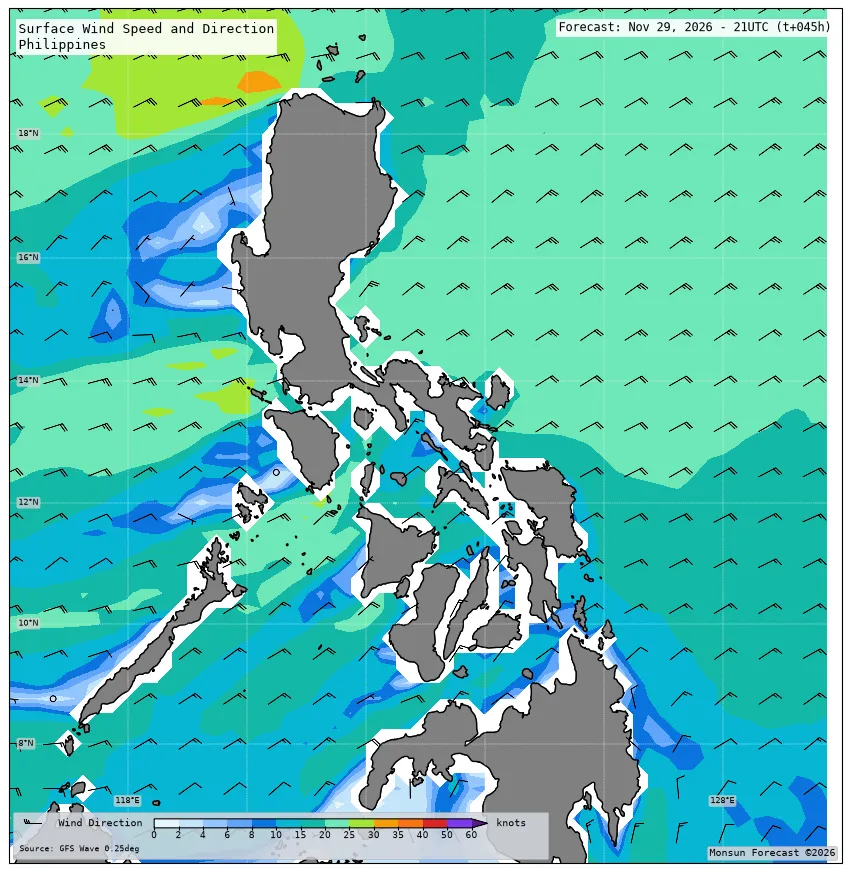 Surface Wind Speed and Direction
Philippines
Forecast: Nov 29, 2026 - 21UTC (t+045h)
18°N
16°N
14°N
12°N
10°N
8°N
118°E
128°E
Wind Direction
0 2 4 6 8 10 15 20 25 30 35 40 50 60
knots
Source: GFS Wave 0.25deg
Monsun Forecast ©2026